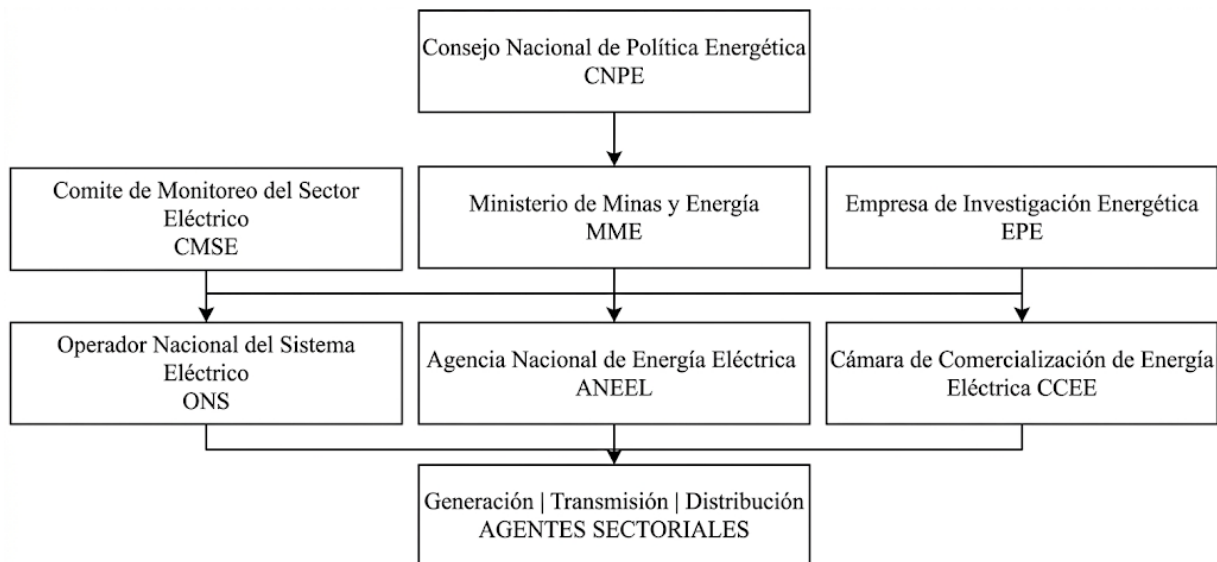 Consejo Nacional de Política Energética
CNPE
Comite de Monitoreo del Sector
Eléctrico
CMSE
Ministerio de Minas y Energía
MME
Empresa de Investigación Energética
EPE
Operador Nacional del Sistema
Eléctrico
ONS
Agencia Nacional de Energía Eléctrica
ANEEL
Cámara de Comercialización de Energía
Eléctrica CCEE
Generación | Transmisión | Distribución
AGENTES SECTORIALES